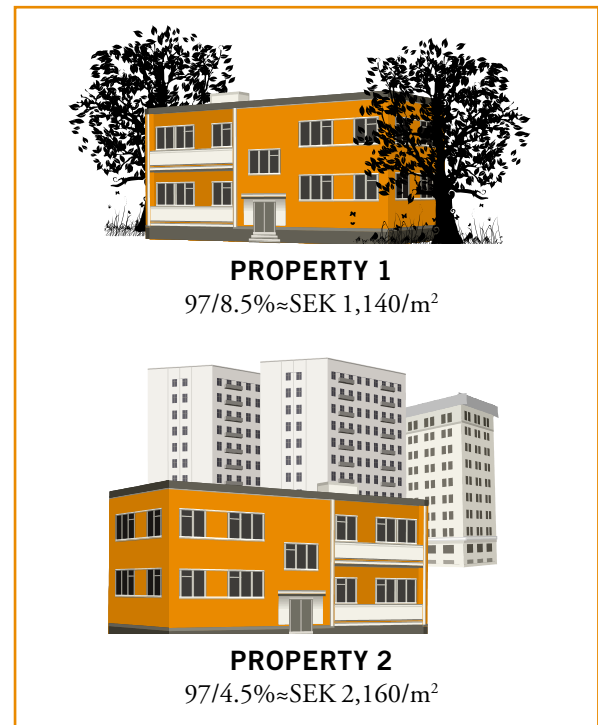 PROPERTY 1
97/8.5%≈SEK 1,140/m²
PROPERTY 2
97/4.5%≈SEK 2,160/m²